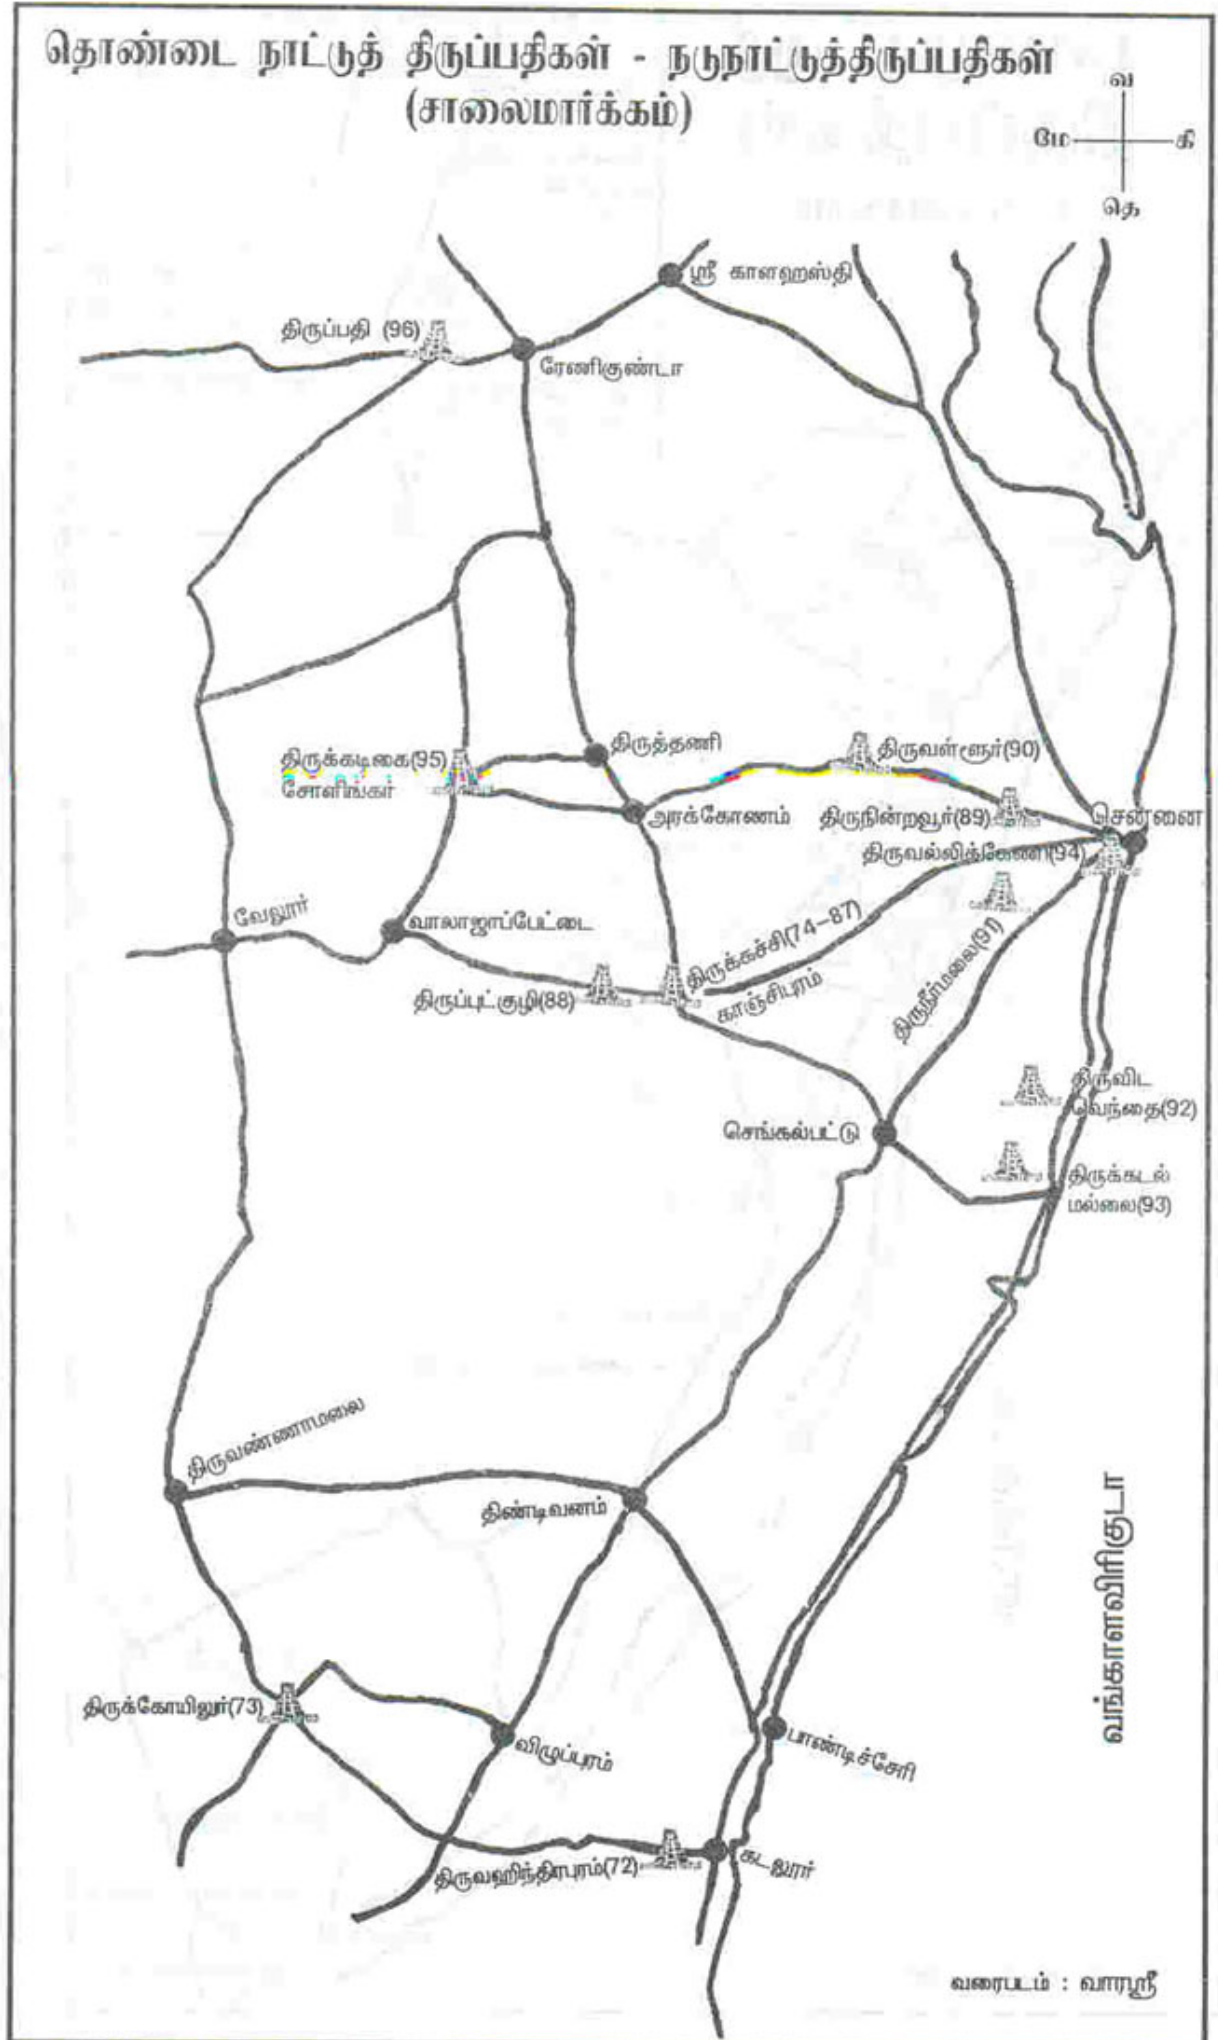 தொண்டை நாட்டுத் திருப்பதிகள் - நடுநாட்டுத்திருப்பதிகள்
(சாலைமார்க்கம்)
வ
மே
கி
தெ
ஸ்ரீ காளஹஸ்தி
திருப்பதி (96)
ரேணிகுண்டா
திருத்தணி
திருவள்ளூர்(90)
திருக்கடிகை(95)
சோளிங்கர்
அரக்கோணம்
திருநின்றவூர்(89)
சென்னை
திருவல்லிக்கேணி(94)
வேலூர்
வாலாஜாப்பேட்டை
திருக்கச்சி(74-87)
காஞ்சிபுரம்
திருநீர்மலை(91)
திருப்புட்குழி(88)
திருவிட
வெந்தை(92)
செங்கல்பட்டு
திருக்கடல்
மல்லை(93)
திருவண்ணாமலை
திண்டிவனம்
வங்காளவிரிகுடா
திருக்கோயிலூர்(73)
விழுப்புரம்
பாண்டிச்சேரி
திருவஹிந்திரபுரம்(72)
கடலூர்
வரைபடம் : வாரஸ்ரீ